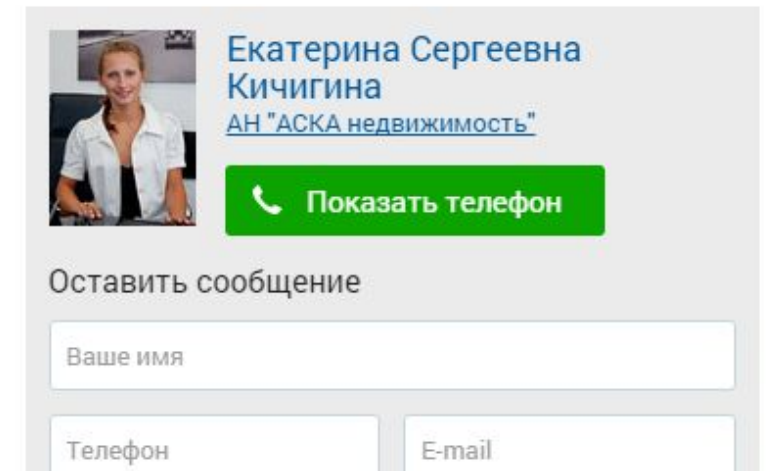 Екатерина Сергеевна
Кичигина
АН "АСКА недвижимость"
Показать телефон
Оставить сообщение
Ваше имя
Телефон
E-mail